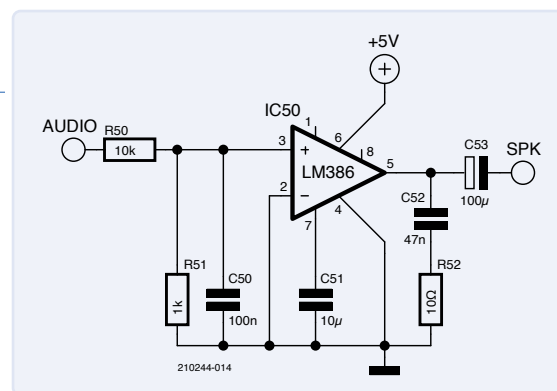 +5V
IC50
AUDIO
R50
10k
1
6
8
3
+
LM386
5
2
−
4
7
C53
100µ
SPK
C52
47n
R51
1k
C50
100n
C51
10µ
R52
10Ω
210244-014